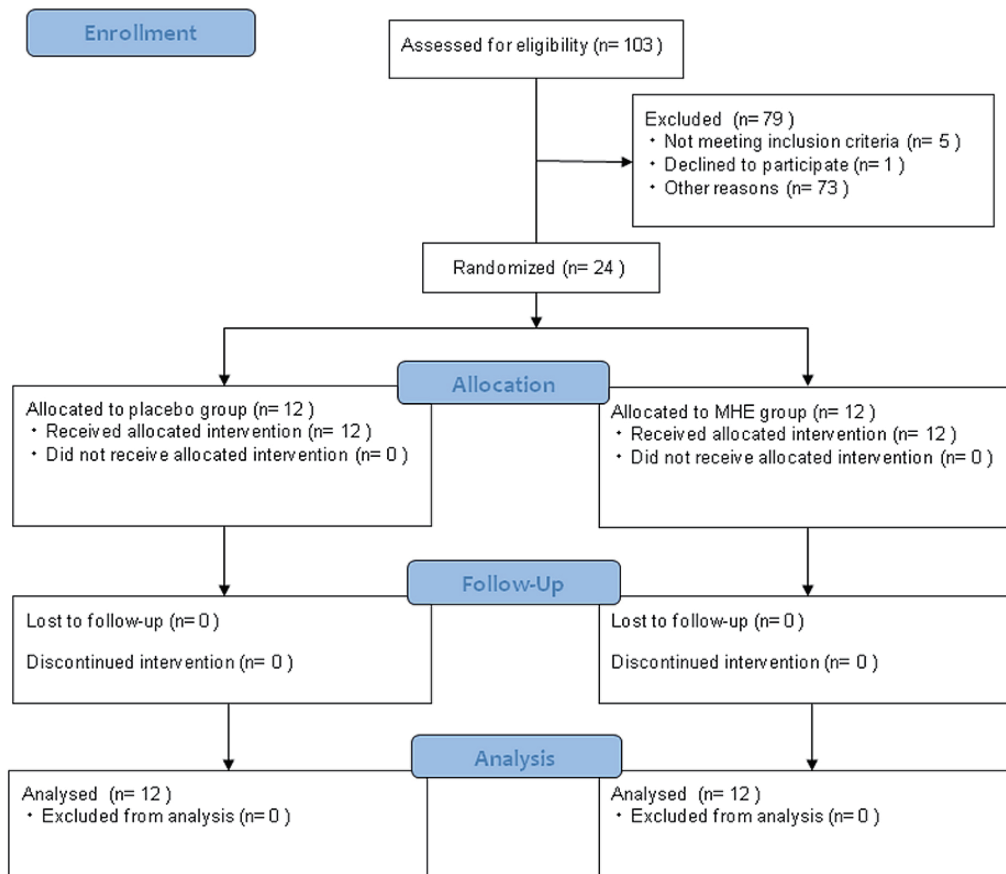 Enrollment
Assessed for eligibility (n= 103)
Excluded (n= 79 )
・ Not meeting inclusion criteria (n= 5 )
・ Declined to participate (n= 1 )
・ Other reasons (n= 73 )
Randomized (n= 24 )
Allocation
Allocated to placebo group (n= 12 )
・ Received allocated intervention (n= 12 )
・ Did not receive allocated intervention (n= 0 )
Allocated to MHE group (n= 12 )
・ Received allocated intervention (n= 12 )
・ Did not receive allocated intervention (n= 0 )
Follow-Up
Lost to follow-up (n= 0 )
Discontinued intervention (n= 0 )
Lost to follow-up (n= 0 )
Discontinued intervention (n= 0 )
Analysis
Analysed (n= 12 )
・ Excluded from analysis (n= 0 )
Analysed (n= 12 )
・ Excluded from analysis (n= 0 )